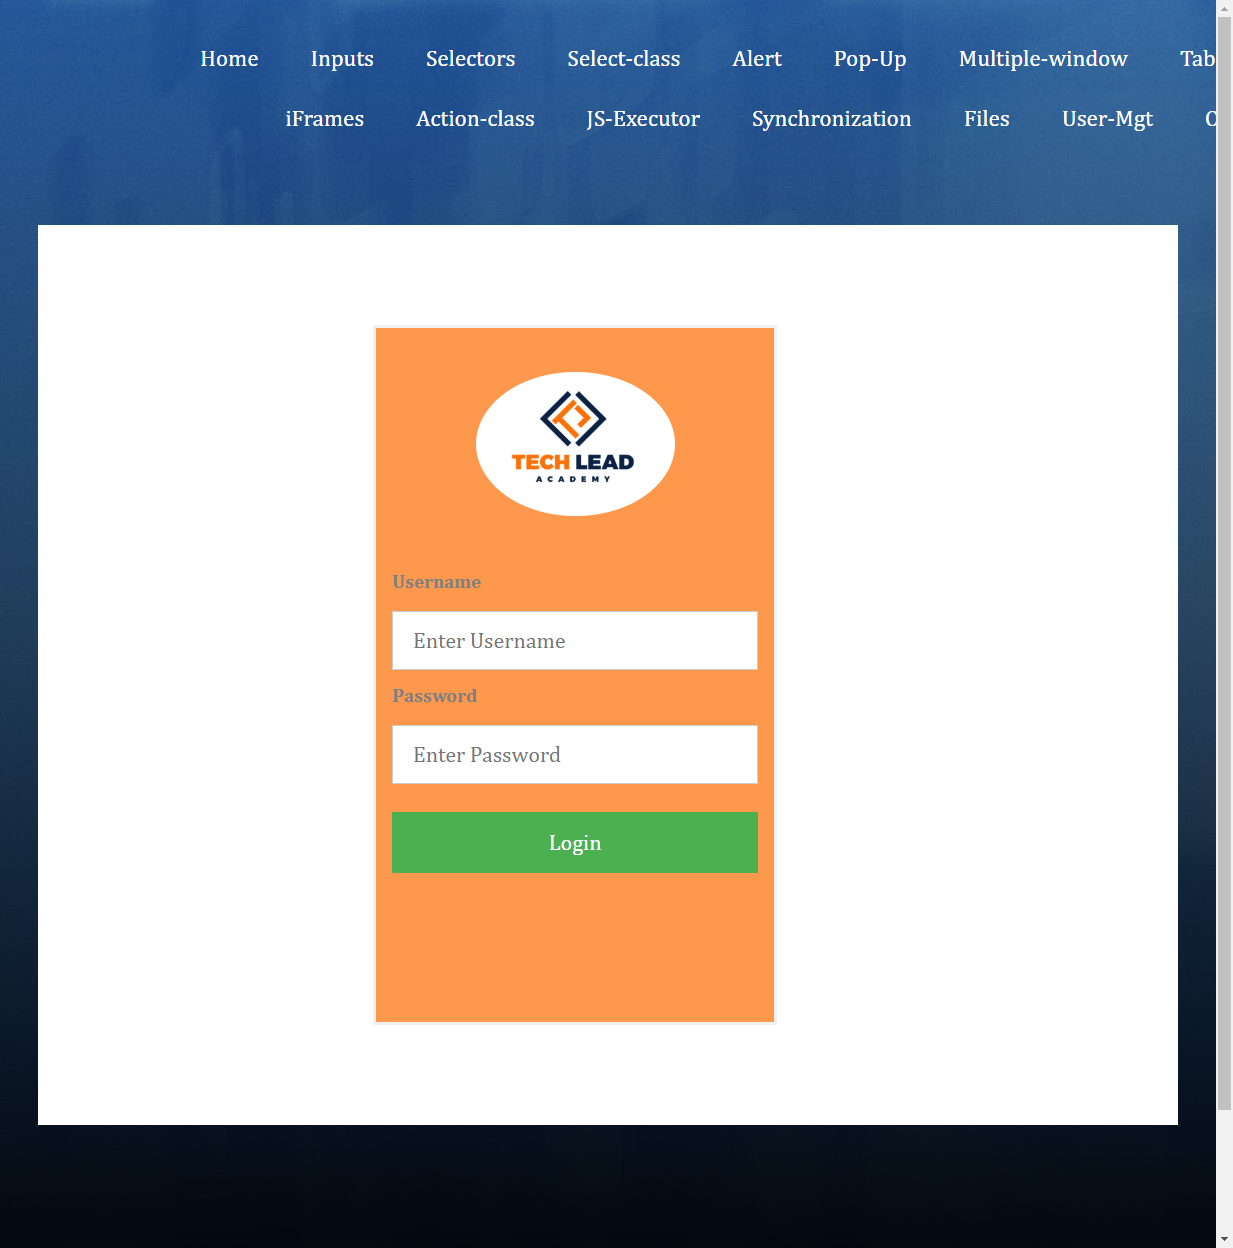 Home Inputs Selectors Select-class Alert Pop-Up Multiple-window Tab
iFrames Action-class JS-Executor Synchronization Files User-Mgt
TECH LEAD
ACADEMY
Username
Enter Username
Password
Enter Password
Login